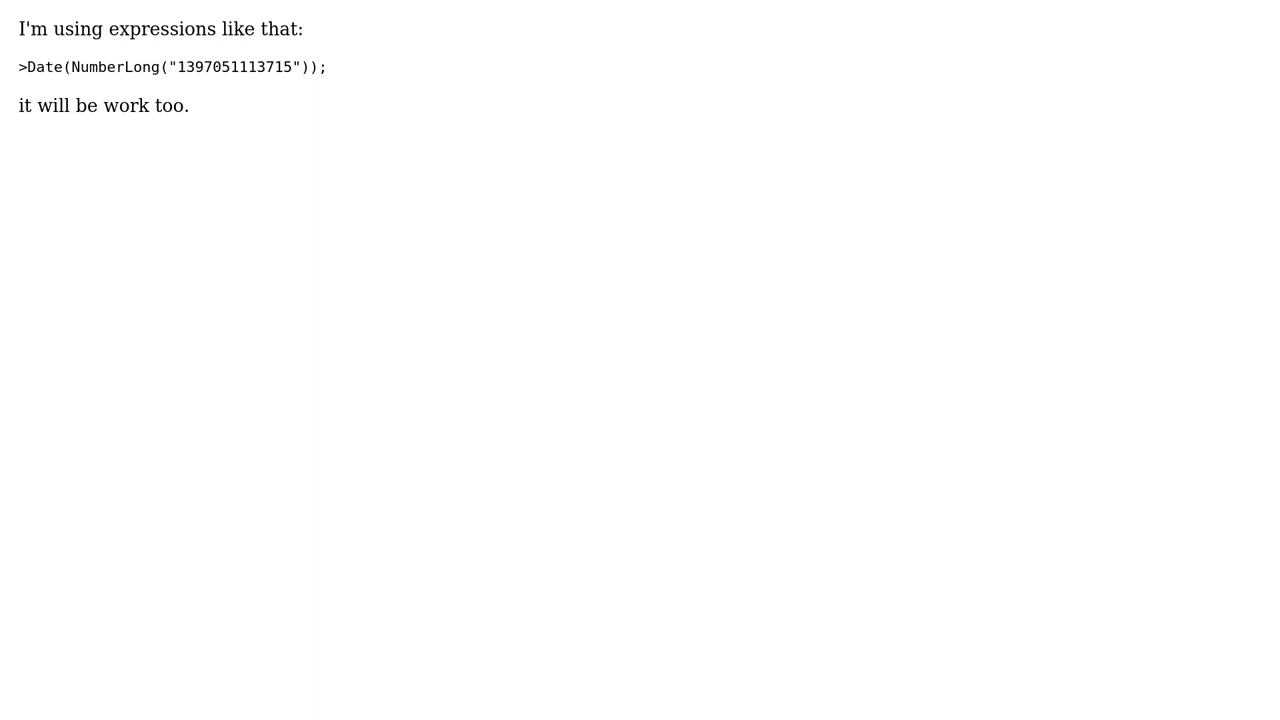 I'm using expressions like that:
>Date(NumberLong("1397051113715"));
it will be work too.